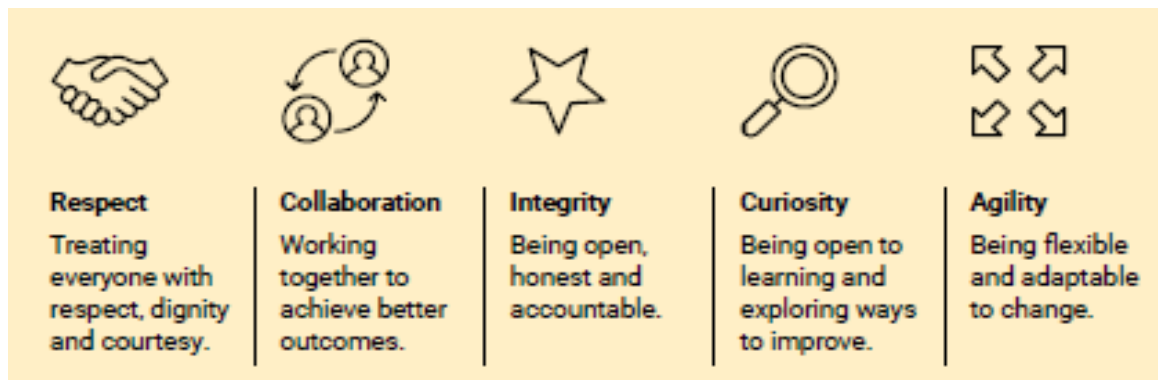 Respect
Treating
everyone with
respect, dignity
and courtesy.
Collaboration
Working
together to
achieve better
outcomes.
Integrity
Being open,
honest and
accountable.
Curiosity
Being open to
learning and
exploring ways
to improve.
Agility
Being flexible
and adaptable
to change.